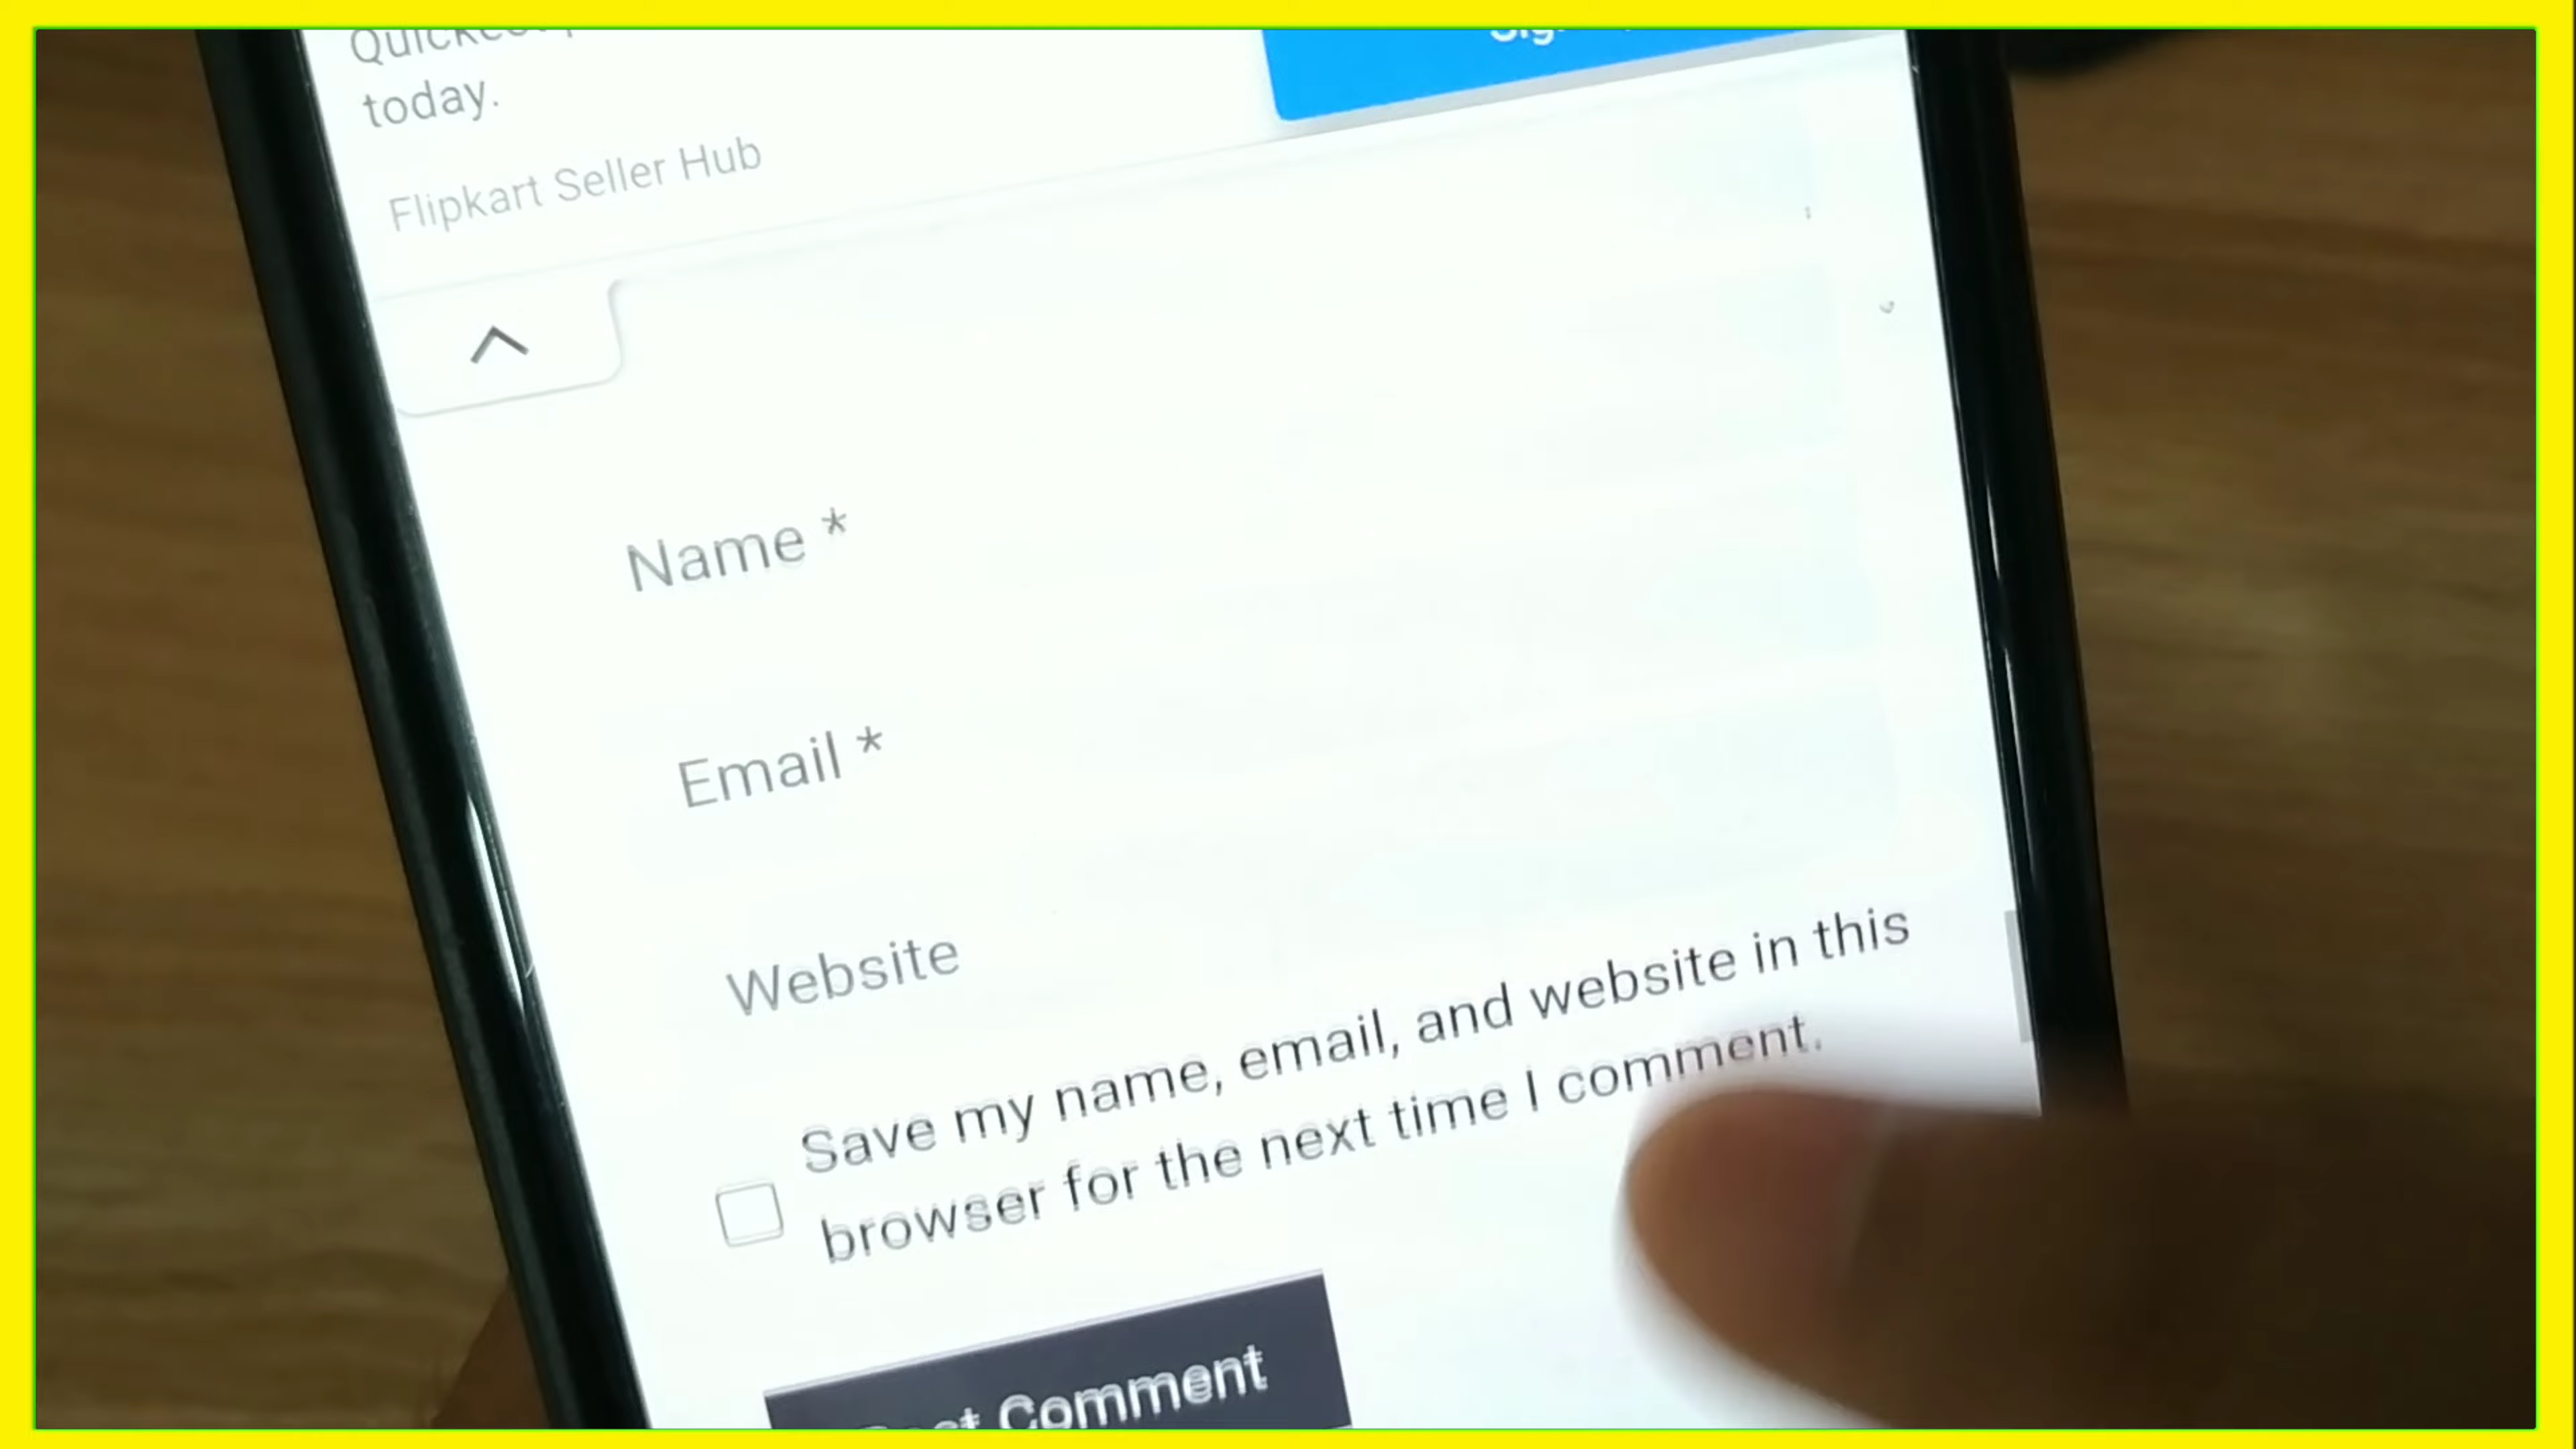 today.
Flipkart Seller Hub
Name *
Email *
Website
Save my name, email, and website in this
browser for the next time I comment.
Comment